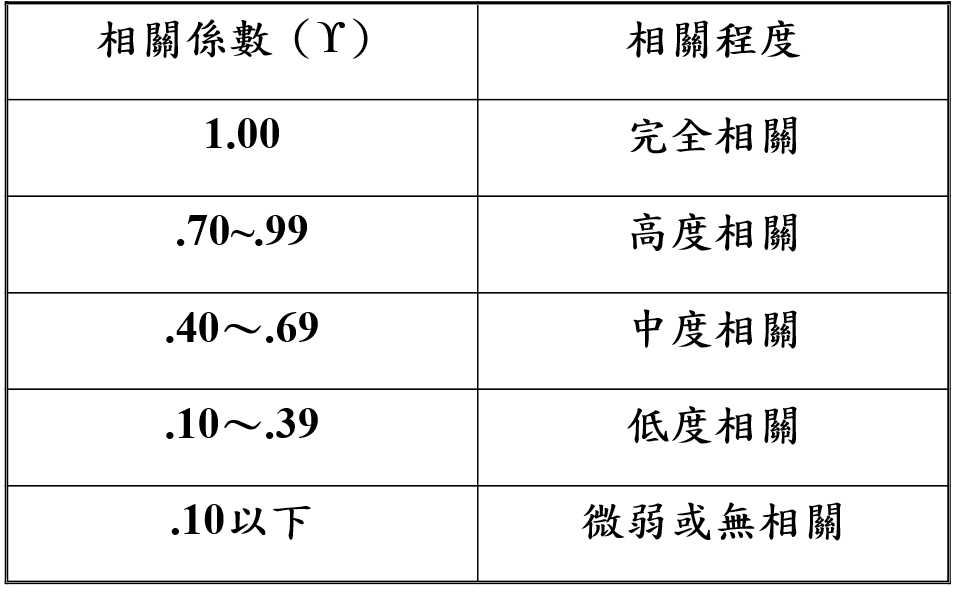 相關係數（ϒ） 相關程度
1.00 完全相關
.70~.99 高度相關
.40～.69 中度相關
.10～.39 低度相關
.10以下 微弱或無相關